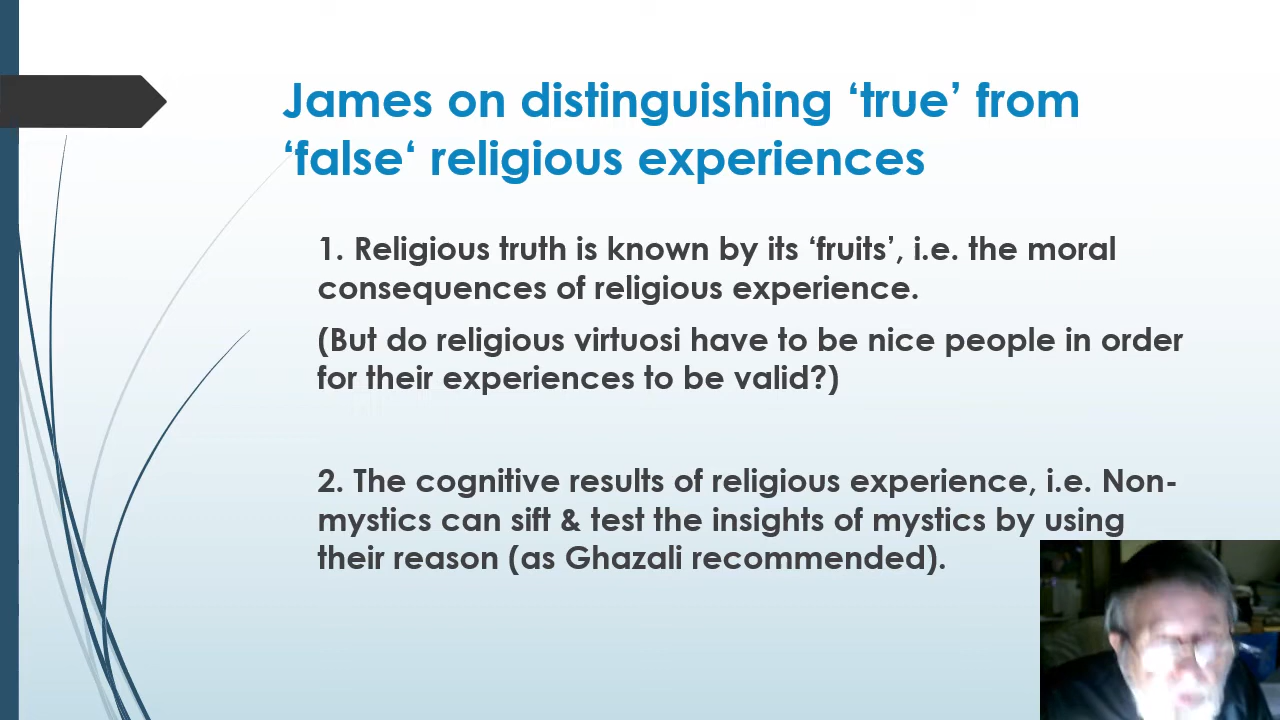 James on distinguishing ‘true’ from
‘false‘ religious experiences
1. Religious truth is known by its ‘fruits’, i.e. the moral
consequences of religious experience.
(But do religious virtuosi have to be nice people in order
for their experiences to be valid?)
2. The cognitive results of religious experience, i.e. Non-
mystics can sift & test the insights of mystics by using
their reason (as Ghazali recommended).